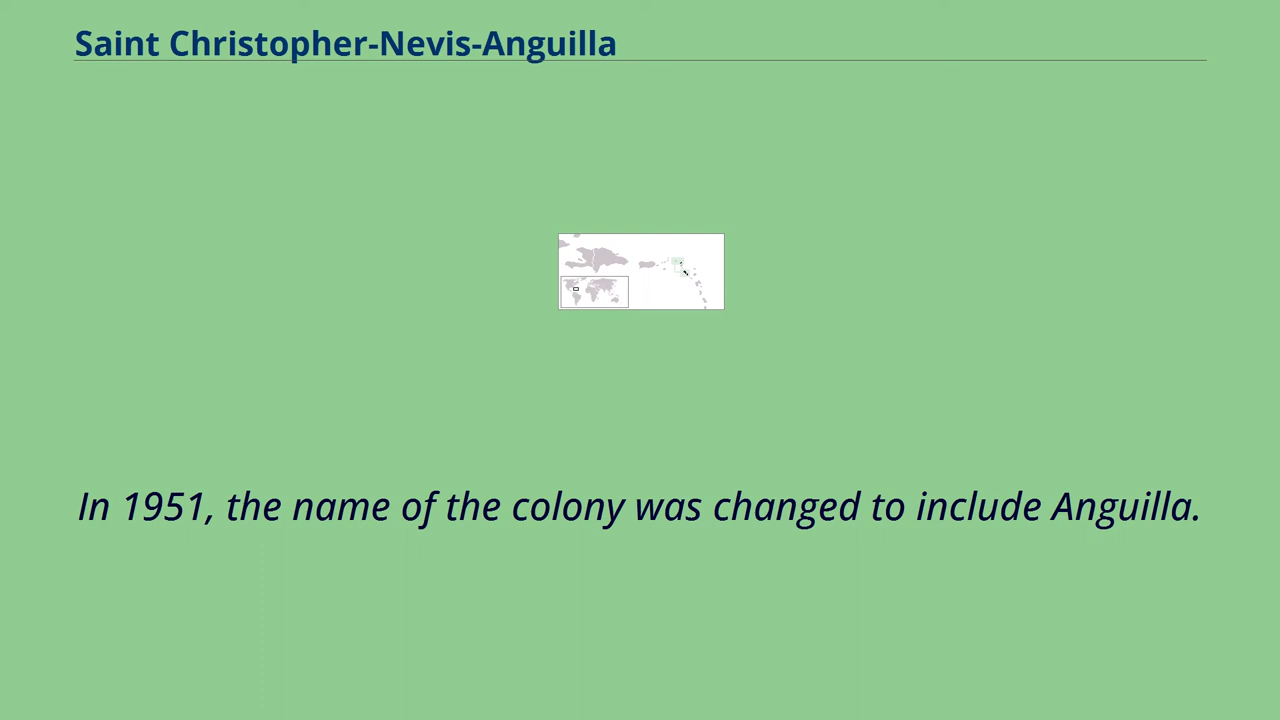 Saint Christopher-Nevis-Anguilla
In 1951, the name of the colony was changed to include Anguilla.